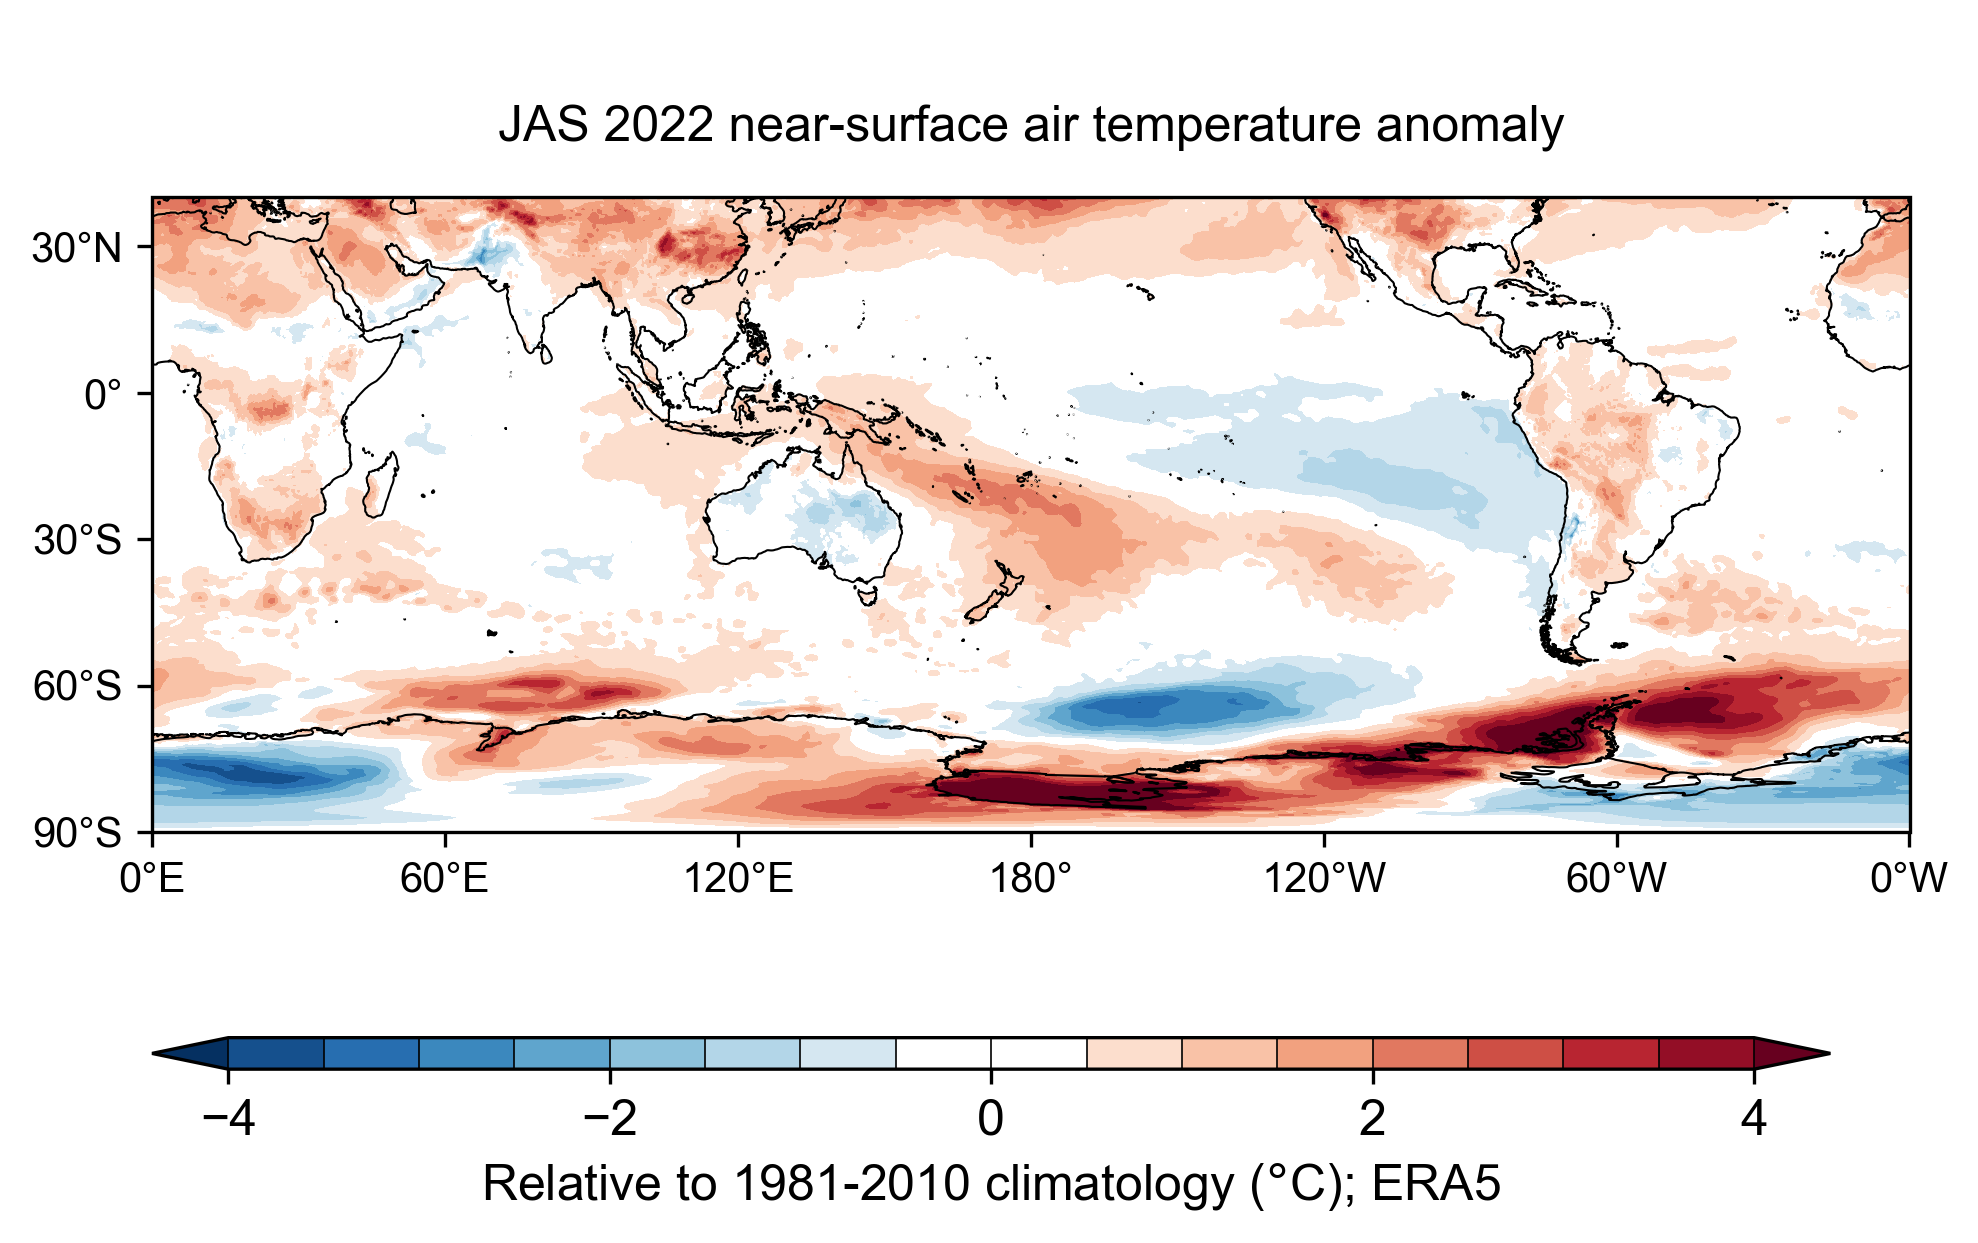 JAS 2022 near-surface air temperature anomaly
30°N
0°
30°S
60°S
90°S
0°E 60°E 120°E 180° 120°W 60°W 0°W
−4 −2 0 2 4
Relative to 1981-2010 climatology (°C); ERA5